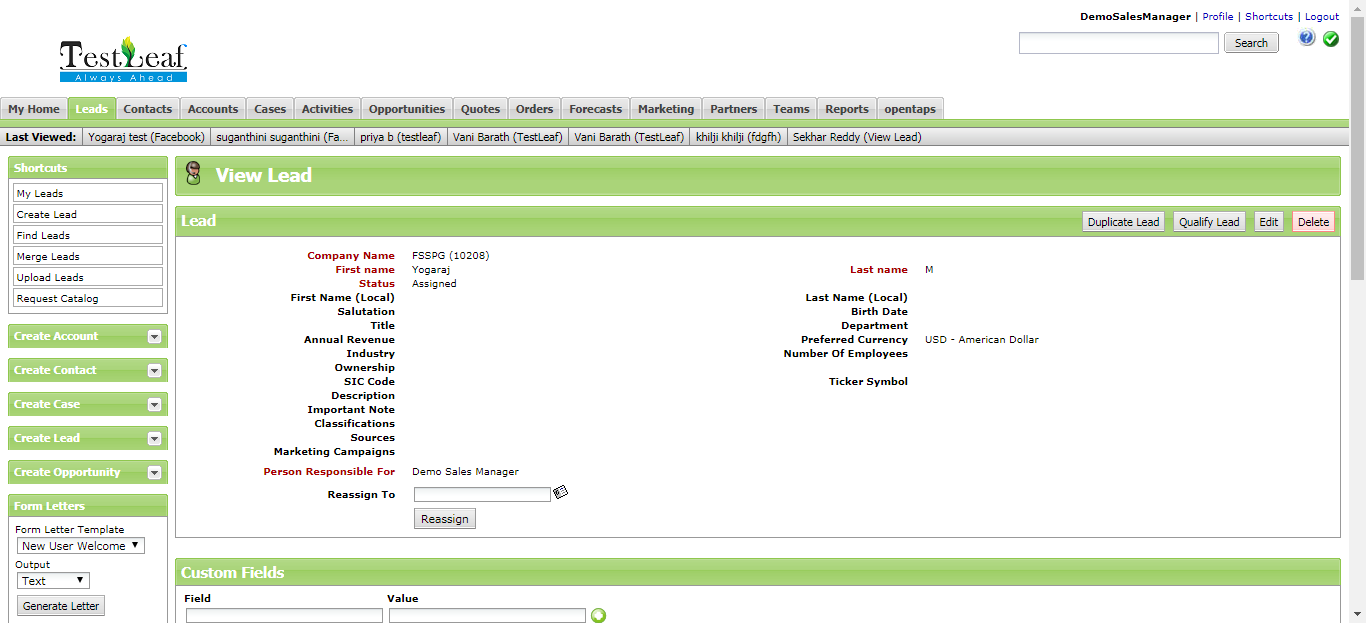 DemoSalesManager | Profile | Shortcuts | Logout
Search
TestLeaf
Always Ahead
My Home Leads Contacts Accounts Cases Activities Opportunities Quotes Orders Forecasts Marketing Partners Teams Reports opentaps
Last Viewed: Yogaraj test (Facebook) suganthini suganthini (Fa... priya b (testleaf) Vani Barath (TestLeaf) Vani Barath (TestLeaf) khilji khilji (fdgfh) Sekhar Reddy (View Lead)
Shortcuts
My Leads
Create Lead
Find Leads
Merge Leads
Upload Leads
Request Catalog
Create Account
Create Contact
Create Case
Create Lead
Create Opportunity
Form Letters
Form Letter Template
New User Welcome
Output
Text
Generate Letter
View Lead
Lead Duplicate Lead Qualify Lead Edit Delete
Company Name FSSPG (10208)
First name Yogaraj Last name M
Status Assigned
First Name (Local) Last Name (Local)
Salutation Birth Date
Title Department
Annual Revenue Preferred Currency USD - American Dollar
Industry Number Of Employees
Ownership
SIC Code Ticker Symbol
Description
Important Note
Classifications
Sources
Marketing Campaigns
Person Responsible For Demo Sales Manager
Reassign To
Reassign
Custom Fields
Field Value